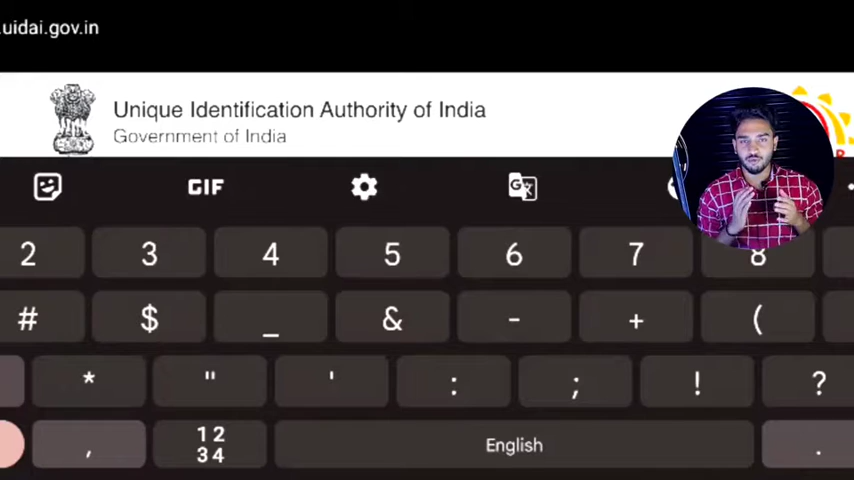 .uidai.gov.in
Unique Identification Authority of India
Government of India
GIF
2 3 4 5 6 7 8
# $ _ & - + (
* " ' : ; ! ?
, 12 34 English .